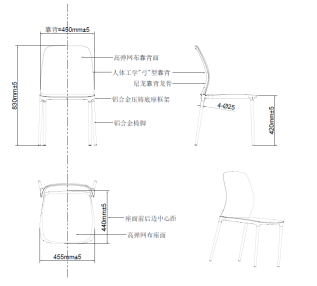 靠背=450mm±5
高弹网布靠背面
人体工学"弓"型靠背
尼龙靠背龙骨
铝合金压铸底座框架
4-Ø25
830mm±5
420mm±5
铝合金椅脚
440mm±5
座面前后边中心距
高弹网布座面
455mm±5